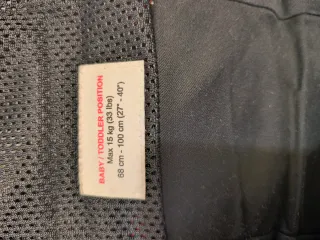 BABY / TODDLER POSITION
Max 15 kg (33 lbs)
68 cm - 100 cm (27" - 40")